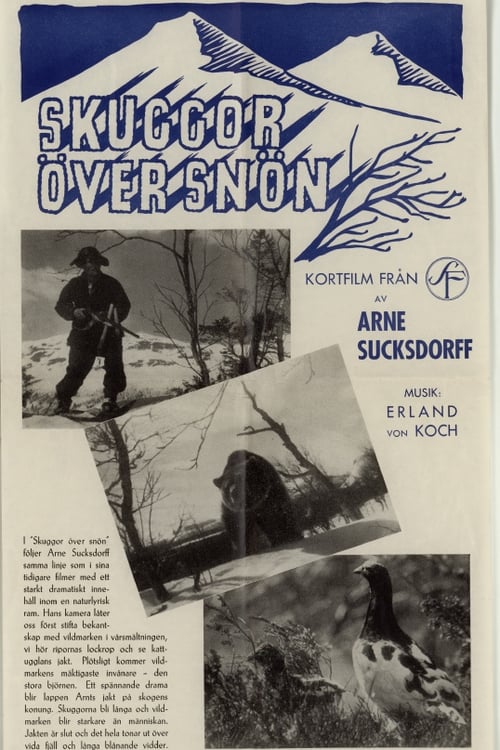 SKUGGOR
ÖVER SNÖN
KORTFILM FRÅN SF
AV
ARNE
SUCKSDORFF
MUSIK:
ERLAND
VON KOCH
I "Skuggor över snön"
följer Arne Sucksdorff
samma linje som i sina
tidigare filmer med ett
starkt dramatiskt inne-
håll inom en naturlyrisk
ram. Hans kamera låter
oss först stifta bekant-
skap med vildmarken i vårsmältningen,
vi hör ripornas lockrop och se katt-
ugglans jakt. Plötsligt kommer vild-
markens mäktigaste invånare – den
stora björnen. Ett spännande drama
blir lappen Amts jakt på skogens
konung. Skuggorna bli långa och vild-
marken blir starkare än människan.
Jakten är slut och det hela tonar ut över
vida fjäll och långa blånande vidder.